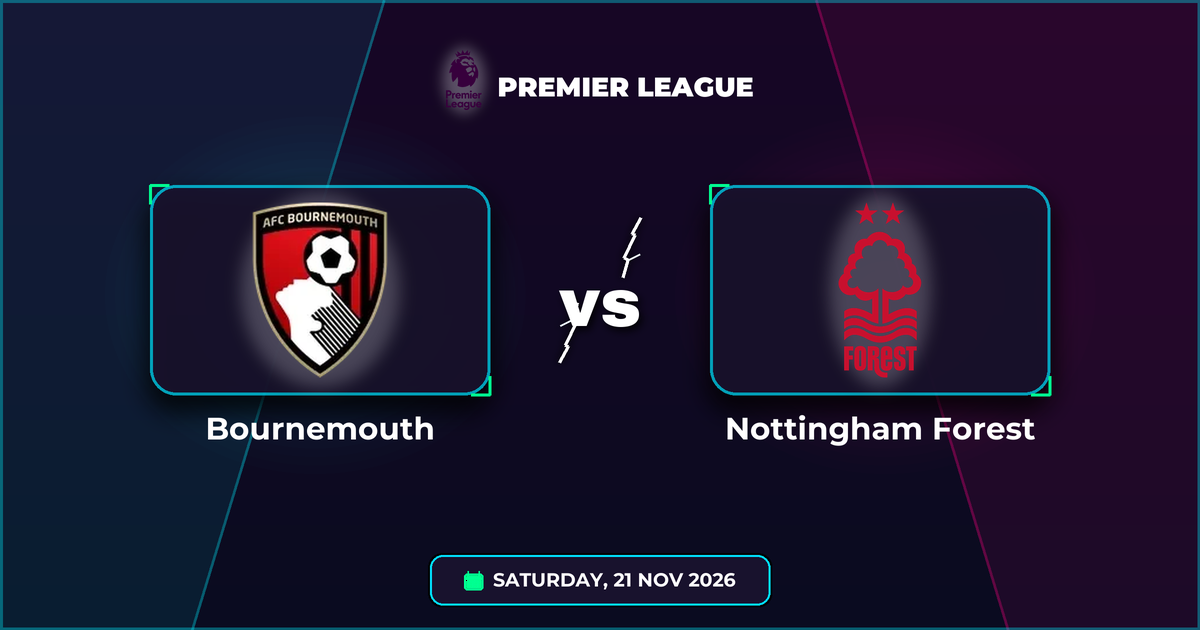 Premier
League
PREMIER LEAGUE
AFC BOURNEMOUTH
VS
FOREST
Bournemouth
Nottingham Forest
SATURDAY, 21 NOV 2026